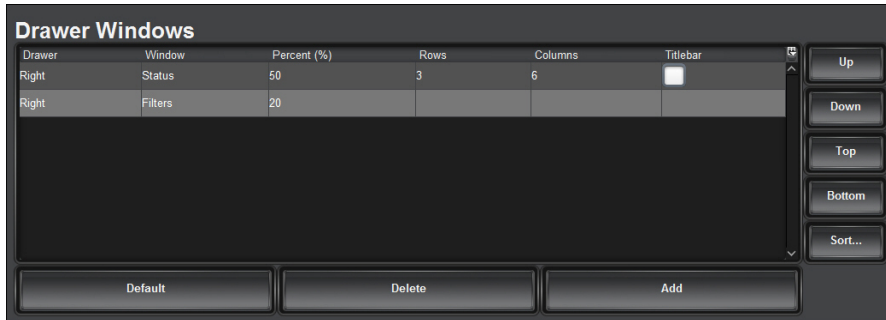 Drawer Windows
Drawer Window Percent (%) Rows Columns Titlebar
Right Status 50 3 6
Right Filters 20
Up
Down
Top
Bottom
Sort...
Default Delete Add